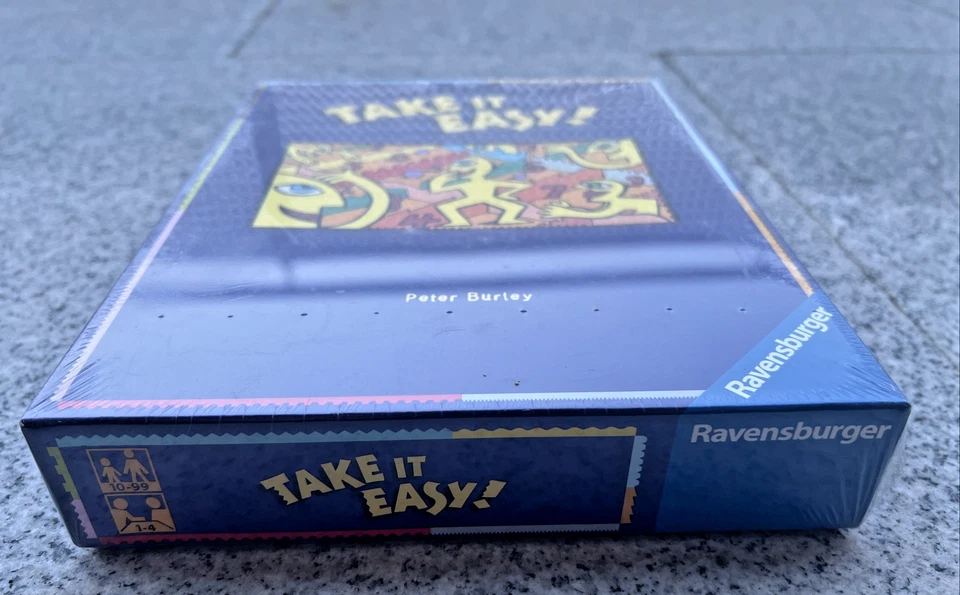 TAKE IT
EASY!
Peter Burley
Ravensburger
10-99
1-4
TAKE IT
EASY!
Ravensburger